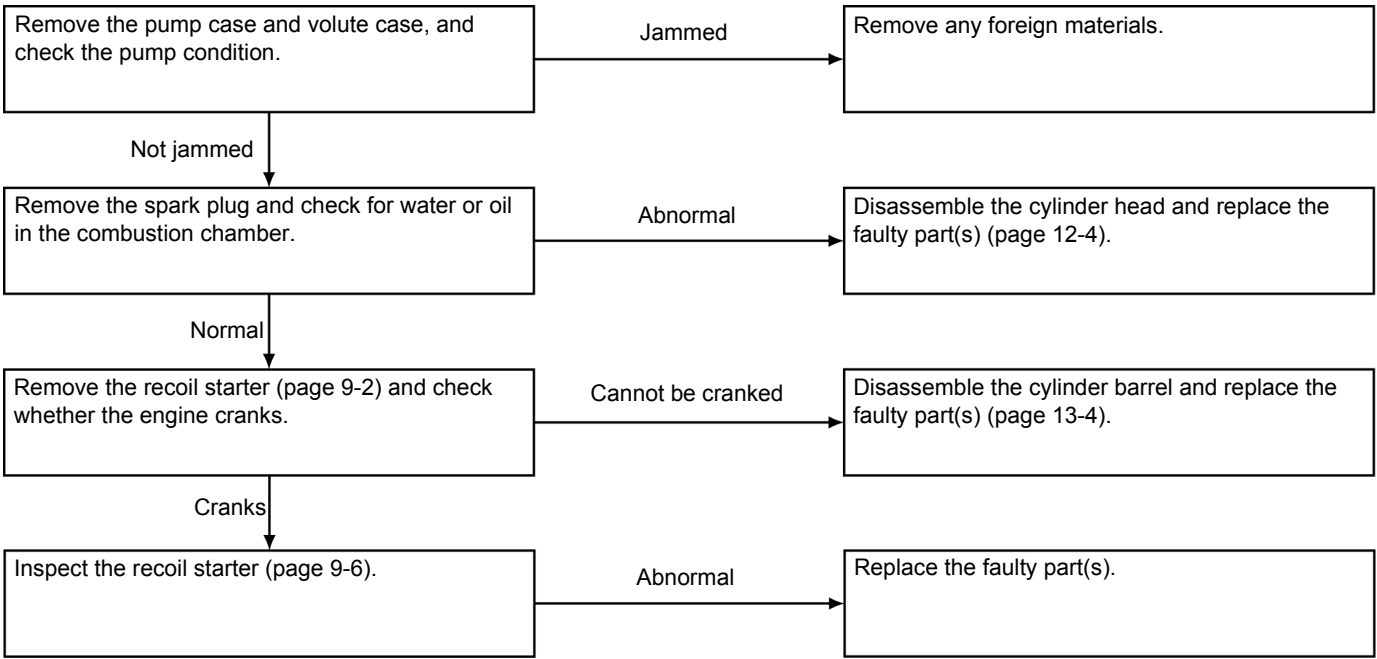 Remove the pump case and volute case, and
check the pump condition.
Jammed
Remove any foreign materials.
Not jammed
Remove the spark plug and check for water or oil
in the combustion chamber.
Abnormal
Disassemble the cylinder head and replace the
faulty part(s) (page 12-4).
Normal
Remove the recoil starter (page 9-2) and check
whether the engine cranks.
Cannot be cranked
Disassemble the cylinder barrel and replace the
faulty part(s) (page 13-4).
Cranks
Inspect the recoil starter (page 9-6).
Abnormal
Replace the faulty part(s).